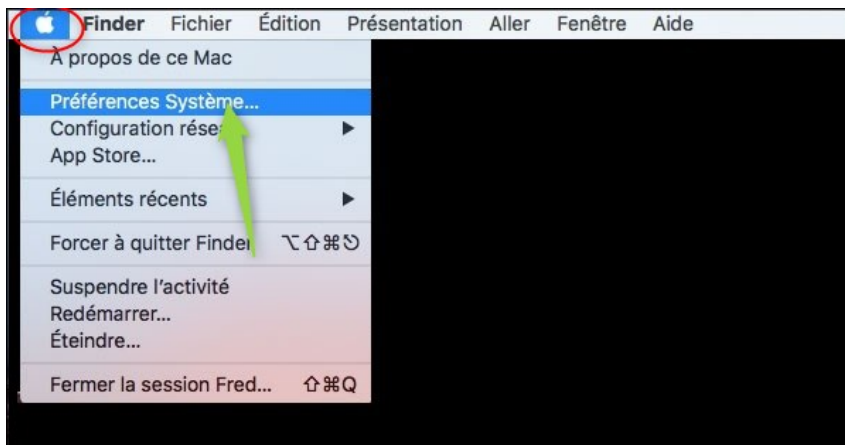 Finder Fichier Édition Présentation Aller Fenêtre Aide
À propos de ce Mac
Préférences Système...
Configuration
App Store...
Éléments récents
Forcer à quitter Finder ⌥⇧⌘⎋
Suspendre l'activité
Redémarrer...
Éteindre...
Fermer la session Fred... ⇧⌘Q